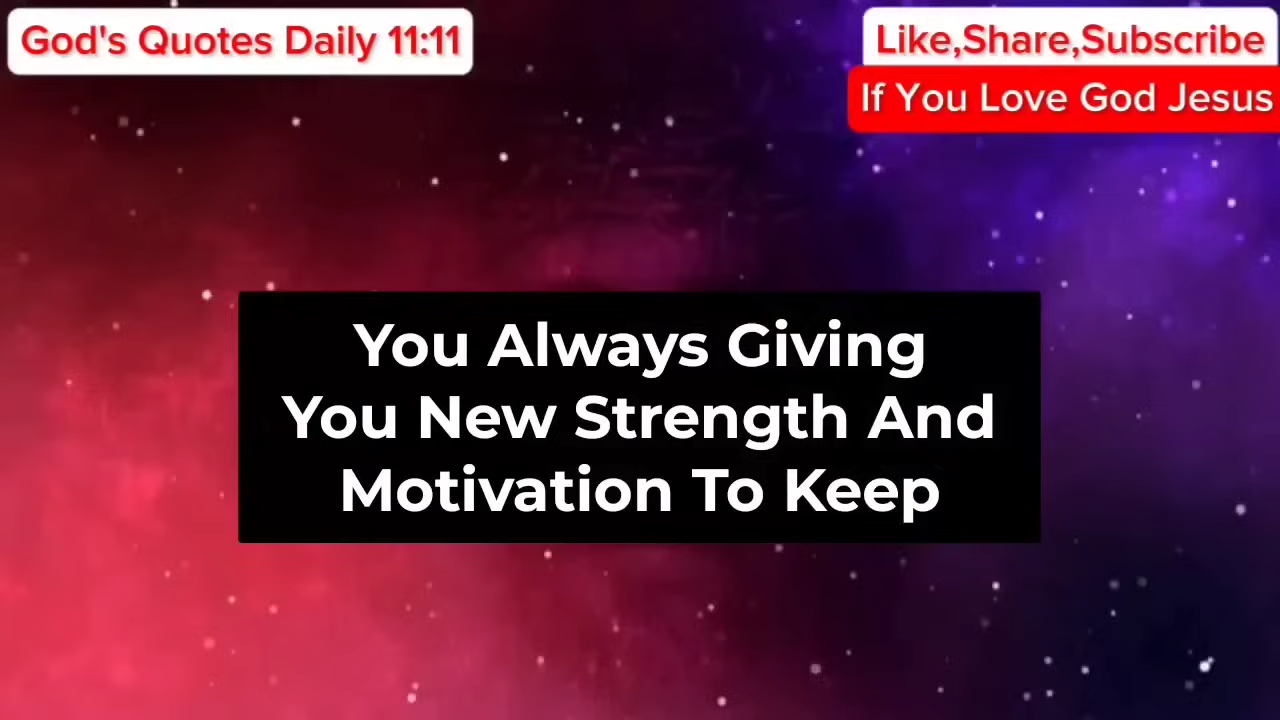 God's Quotes Daily 11:11
Like,Share,Subscribe
If You Love God Jesus
You Always Giving
You New Strength And
Motivation To Keep